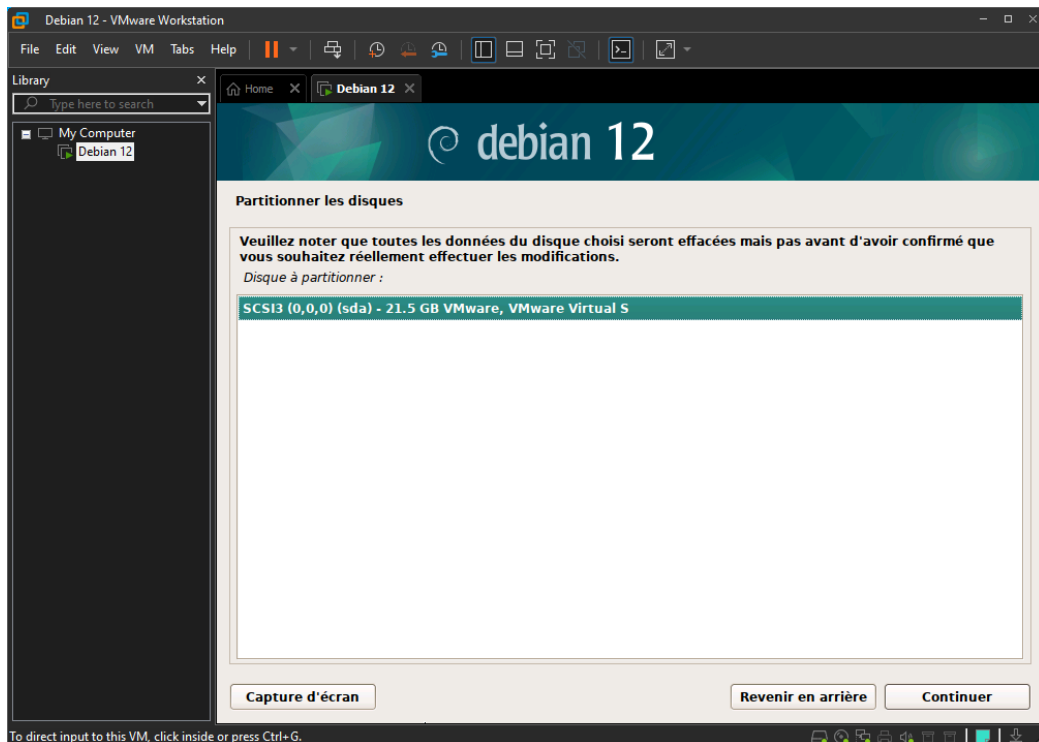 Debian 12 - VMware Workstation
File Edit View VM Tabs Help
Library
Type here to search
My Computer
Debian 12
Home
Debian 12
debian 12
Partitionner les disques
Veuillez noter que toutes les données du disque choisi seront effacées mais pas avant d'avoir confirmé que
vous souhaitez réellement effectuer les modifications.
Disque à partitionner :
SCSI3 (0,0,0) (sda) - 21.5 GB VMware, VMware Virtual S
Capture d'écran
Revenir en arrière
Continuer
To direct input to this VM, click inside or press Ctrl+G.